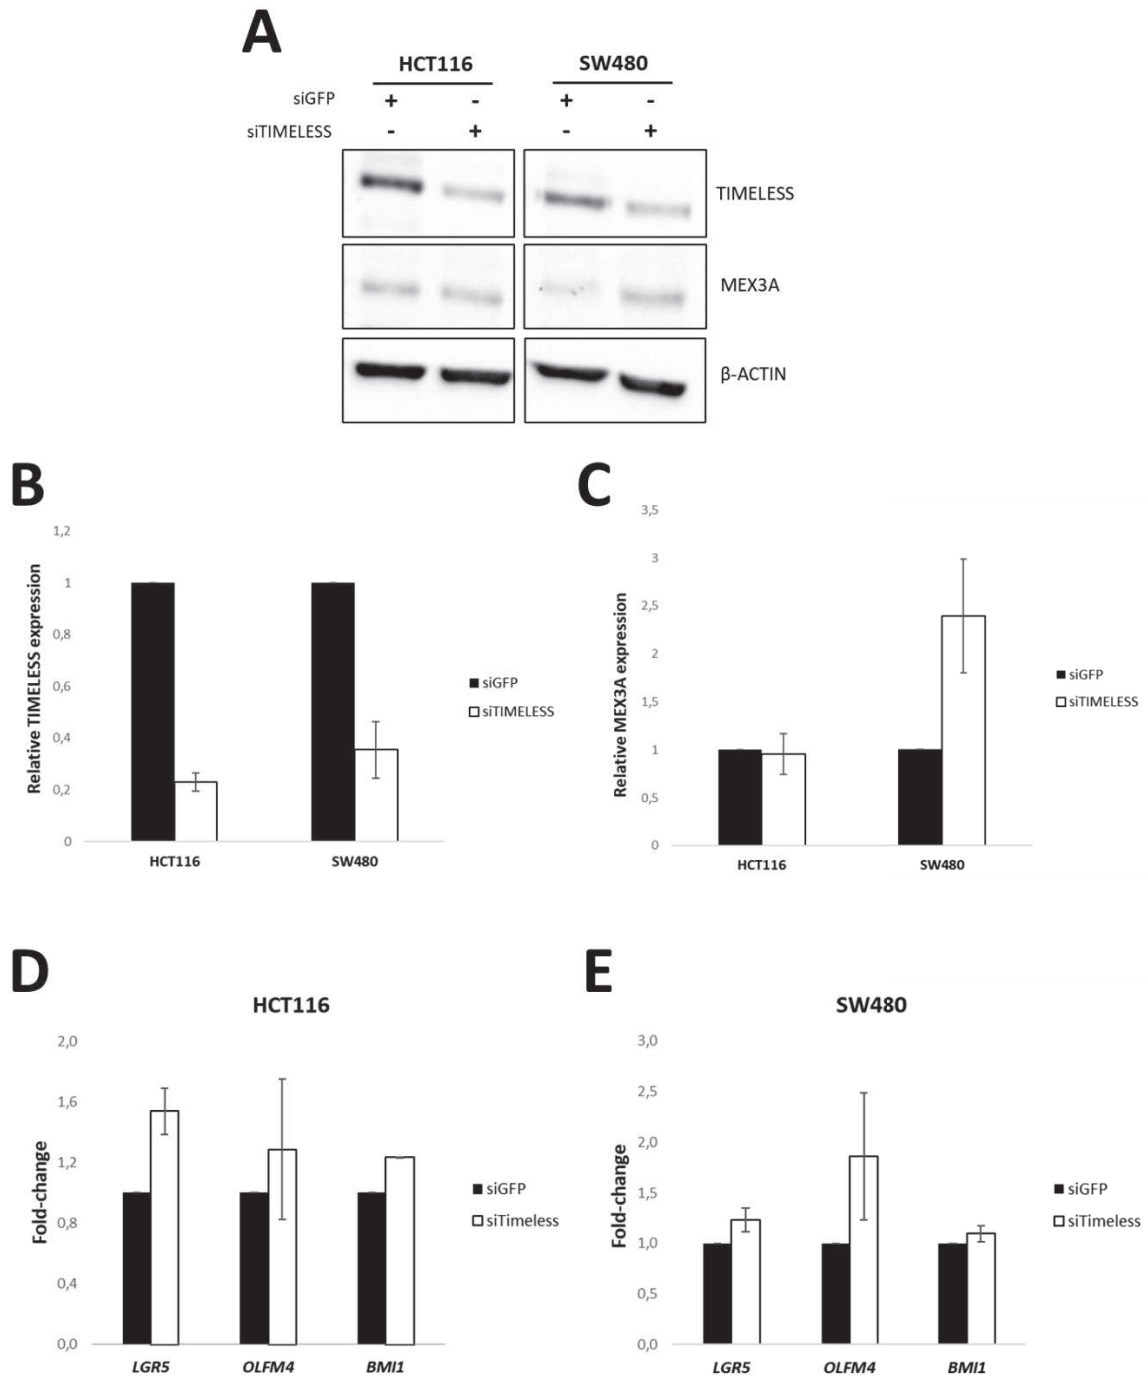 A
HCT116 SW480
siGFP + - + -
siTIMELESS - + - +
TIMELESS
MEX3A
β-ACTIN
B
Relative TIMELESS expression
1,2
1
0,8
0,6
0,4
0,2
0
HCT116 SW480
siGFP
siTIMELESS
C
Relative MEX3A expression
3,5
3
2,5
2
1,5
1
0,5
0
HCT116 SW480
siGFP
siTIMELESS
D
HCT116
Fold-change
2,0
1,6
1,2
0,8
0,4
0,0
LGR5 OLFM4 BMI1
siGFP
siTimeless
E
SW480
Fold-change
3,0
2,5
2,0
1,5
1,0
0,5
0,0
LGR5 OLFM4 BMI1
siGFP
siTimeless